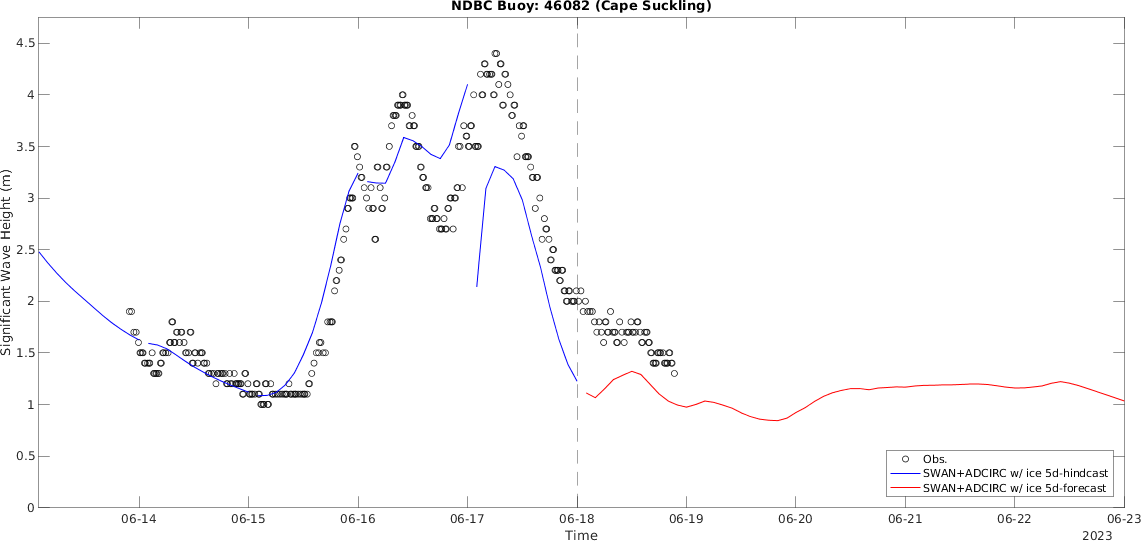 NDBC Buoy: 46082 (Cape Suckling)
Significant Wave Height (m)
4.5
4
3.5
3
2.5
2
1.5
1
0.5
0
06-14 06-15 06-16 06-17 06-18 06-19 06-20 06-21 06-22 06-23
Time
2023
Obs.
SWAN+ADCIRC w/ ice 5d-hindcast
SWAN+ADCIRC w/ ice 5d-forecast